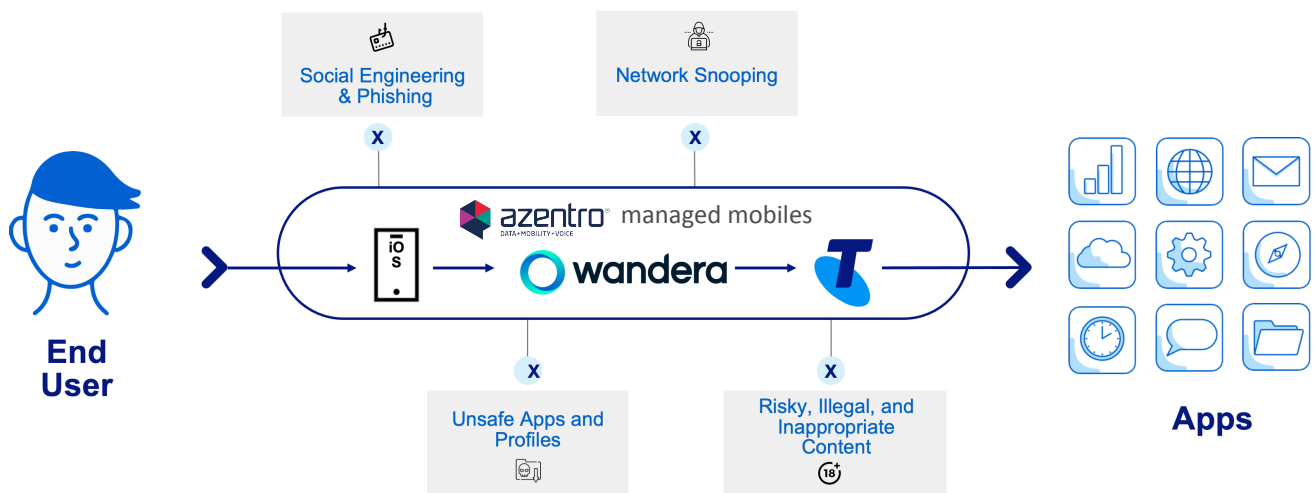 Social Engineering
& Phishing
Network Snooping
X
X
azentro® managed mobiles
DATA+MOBILITY+VOICE
iO
S
wandera
T
End
User
X
X
Unsafe Apps and
Profiles
Risky, Illegal, and
Inappropriate
Content
18+
Apps